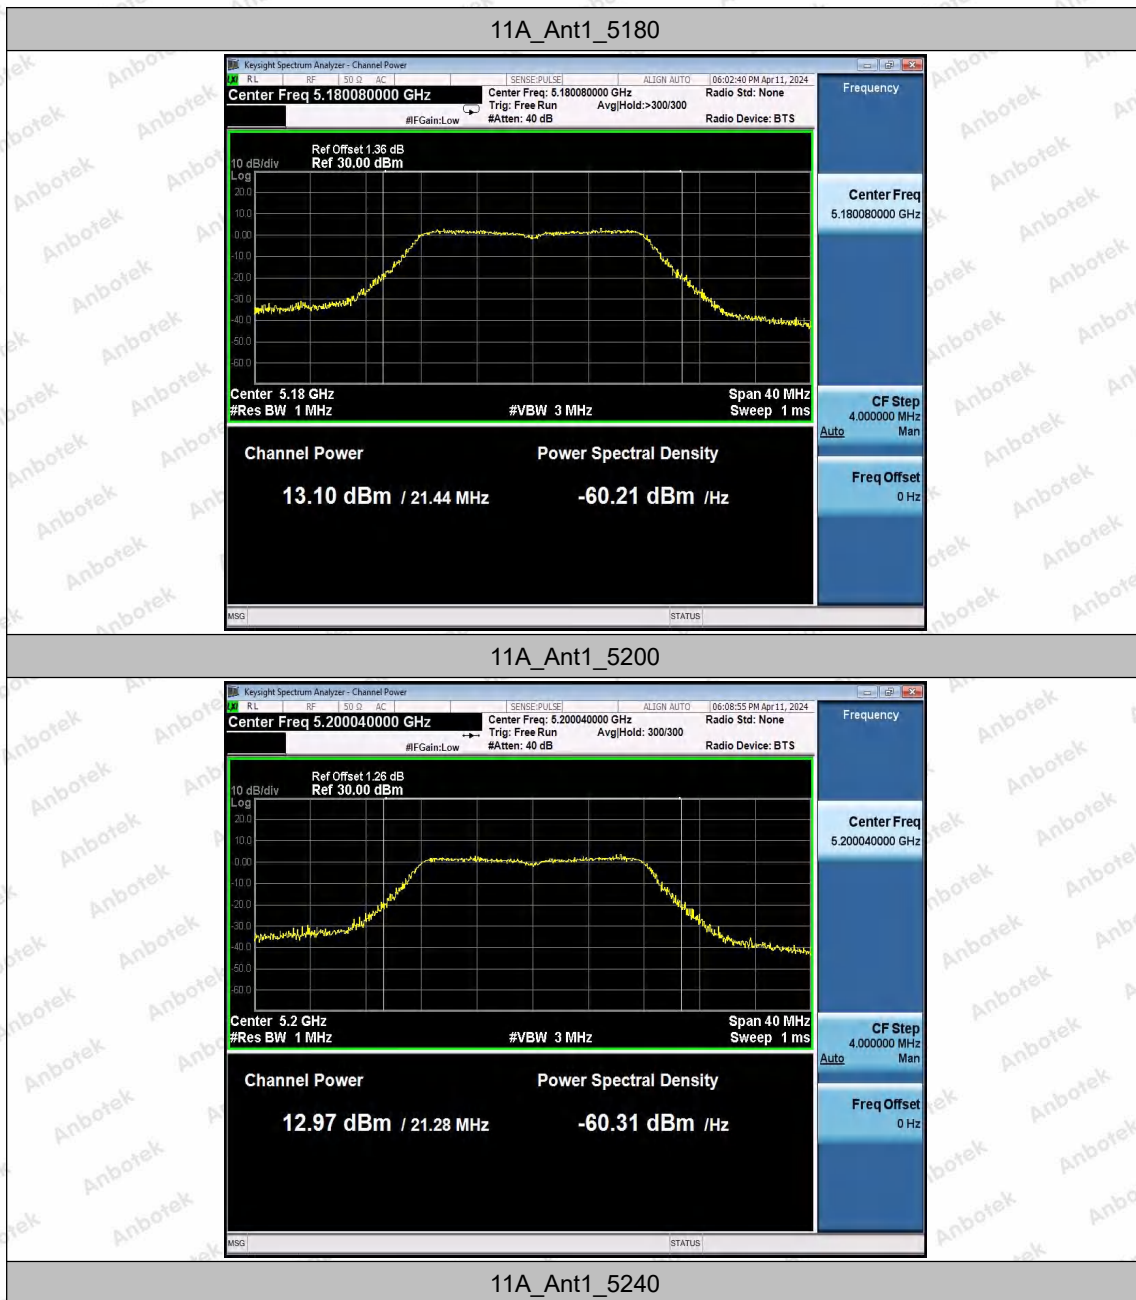 11A_Ant1_5180
Keysight Spectrum Analyzer - Channel Power
LXI RL RF 50 Ω AC SENSE:PULSE ALIGN AUTO 06:02:40 PM Apr 11, 2024
Center Freq 5.180080000 GHz
Center Freq: 5.180080000 GHz Radio Std: None
Trig: Free Run Avg|Hold:>300/300
#IFGain:Low #Atten: 40 dB Radio Device: BTS
Frequency
Ref Offset 1.36 dB
10 dB/div Ref 30.00 dBm
Log
20.0
10.0
0.00
-10.0
-20.0
-30.0
-40.0
-50.0
-60.0
Center Freq
5.180080000 GHz
Center 5.18 GHz Span 40 MHz
#Res BW 1 MHz #VBW 3 MHz Sweep 1 ms
CF Step
4.000000 MHz
Auto Man
Channel Power Power Spectral Density
13.10 dBm / 21.44 MHz -60.21 dBm /Hz
Freq Offset
0 Hz
MSG STATUS
11A_Ant1_5200
Keysight Spectrum Analyzer - Channel Power
LXI RL RF 50 Ω AC SENSE:PULSE ALIGN AUTO 06:08:55 PM Apr 11, 2024
Center Freq 5.200040000 GHz
Center Freq: 5.200040000 GHz Radio Std: None
Trig: Free Run Avg|Hold: 300/300
#IFGain:Low #Atten: 40 dB Radio Device: BTS
Frequency
Ref Offset 1.26 dB
10 dB/div Ref 30.00 dBm
Log
20.0
10.0
0.00
-10.0
-20.0
-30.0
-40.0
-50.0
-60.0
Center Freq
5.200040000 GHz
Center 5.2 GHz Span 40 MHz
#Res BW 1 MHz #VBW 3 MHz Sweep 1 ms
CF Step
4.000000 MHz
Auto Man
Channel Power Power Spectral Density
12.97 dBm / 21.28 MHz -60.31 dBm /Hz
Freq Offset
0 Hz
MSG STATUS
11A_Ant1_5240
Anbotek